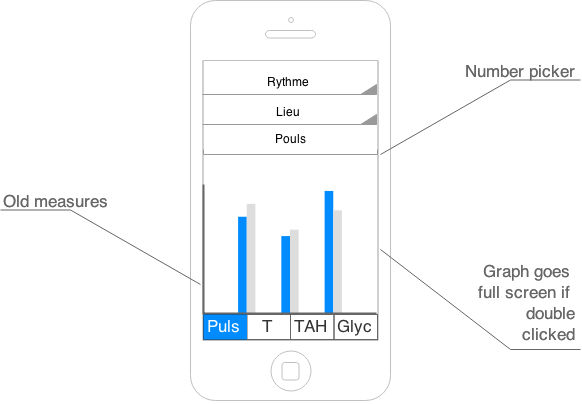 Rythme
Number picker
Lieu
Pouls
Old measures
Graph goes
full screen if
double
clicked
Puls T TAH Glyc